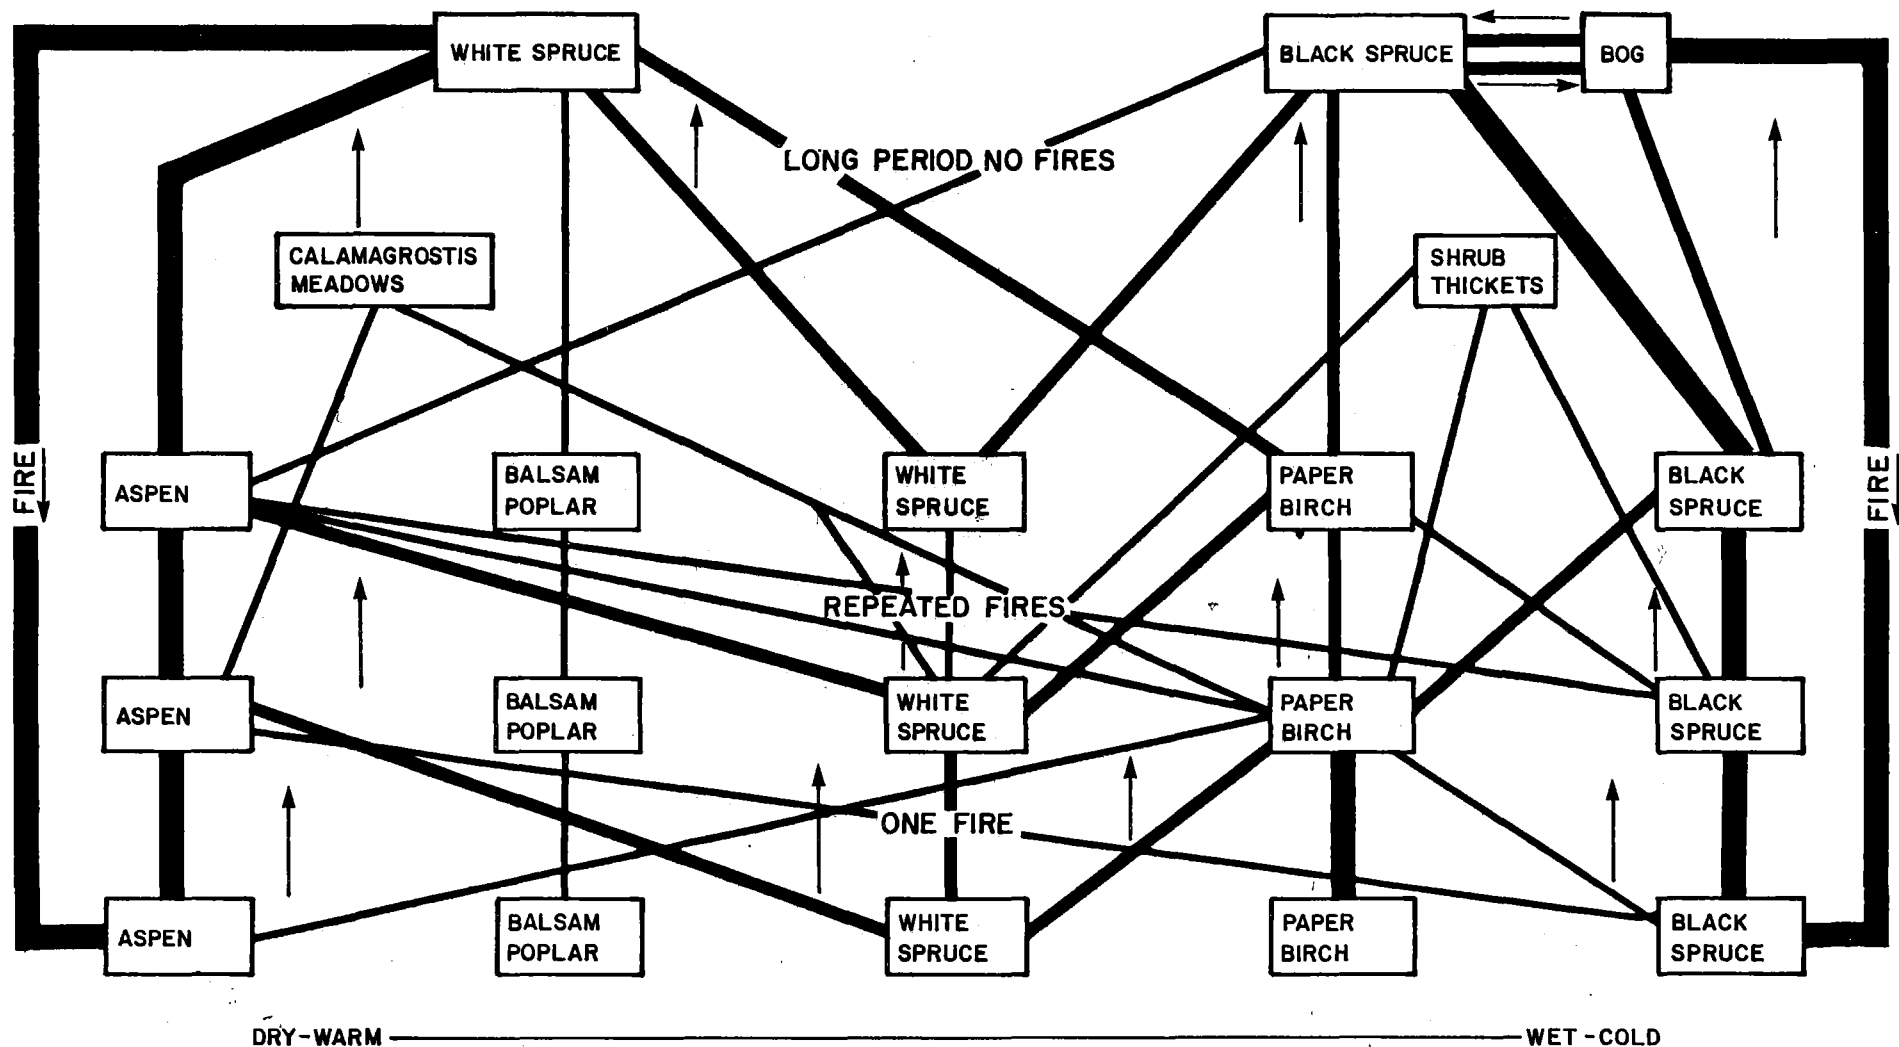 WHITE SPRUCE
BLACK SPRUCE
BOG
LONG PERIOD NO FIRES
CALAMAGROSTIS
MEADOWS
SHRUB
THICKETS
FIRE
FIRE
ASPEN
BALSAM
POPLAR
WHITE
SPRUCE
PAPER
BIRCH
BLACK
SPRUCE
REPEATED FIRES
ASPEN
BALSAM
POPLAR
WHITE
SPRUCE
PAPER
BIRCH
BLACK
SPRUCE
ONE FIRE
ASPEN
BALSAM
POPLAR
WHITE
SPRUCE
PAPER
BIRCH
BLACK
SPRUCE
DRY-WARM
WET-COLD